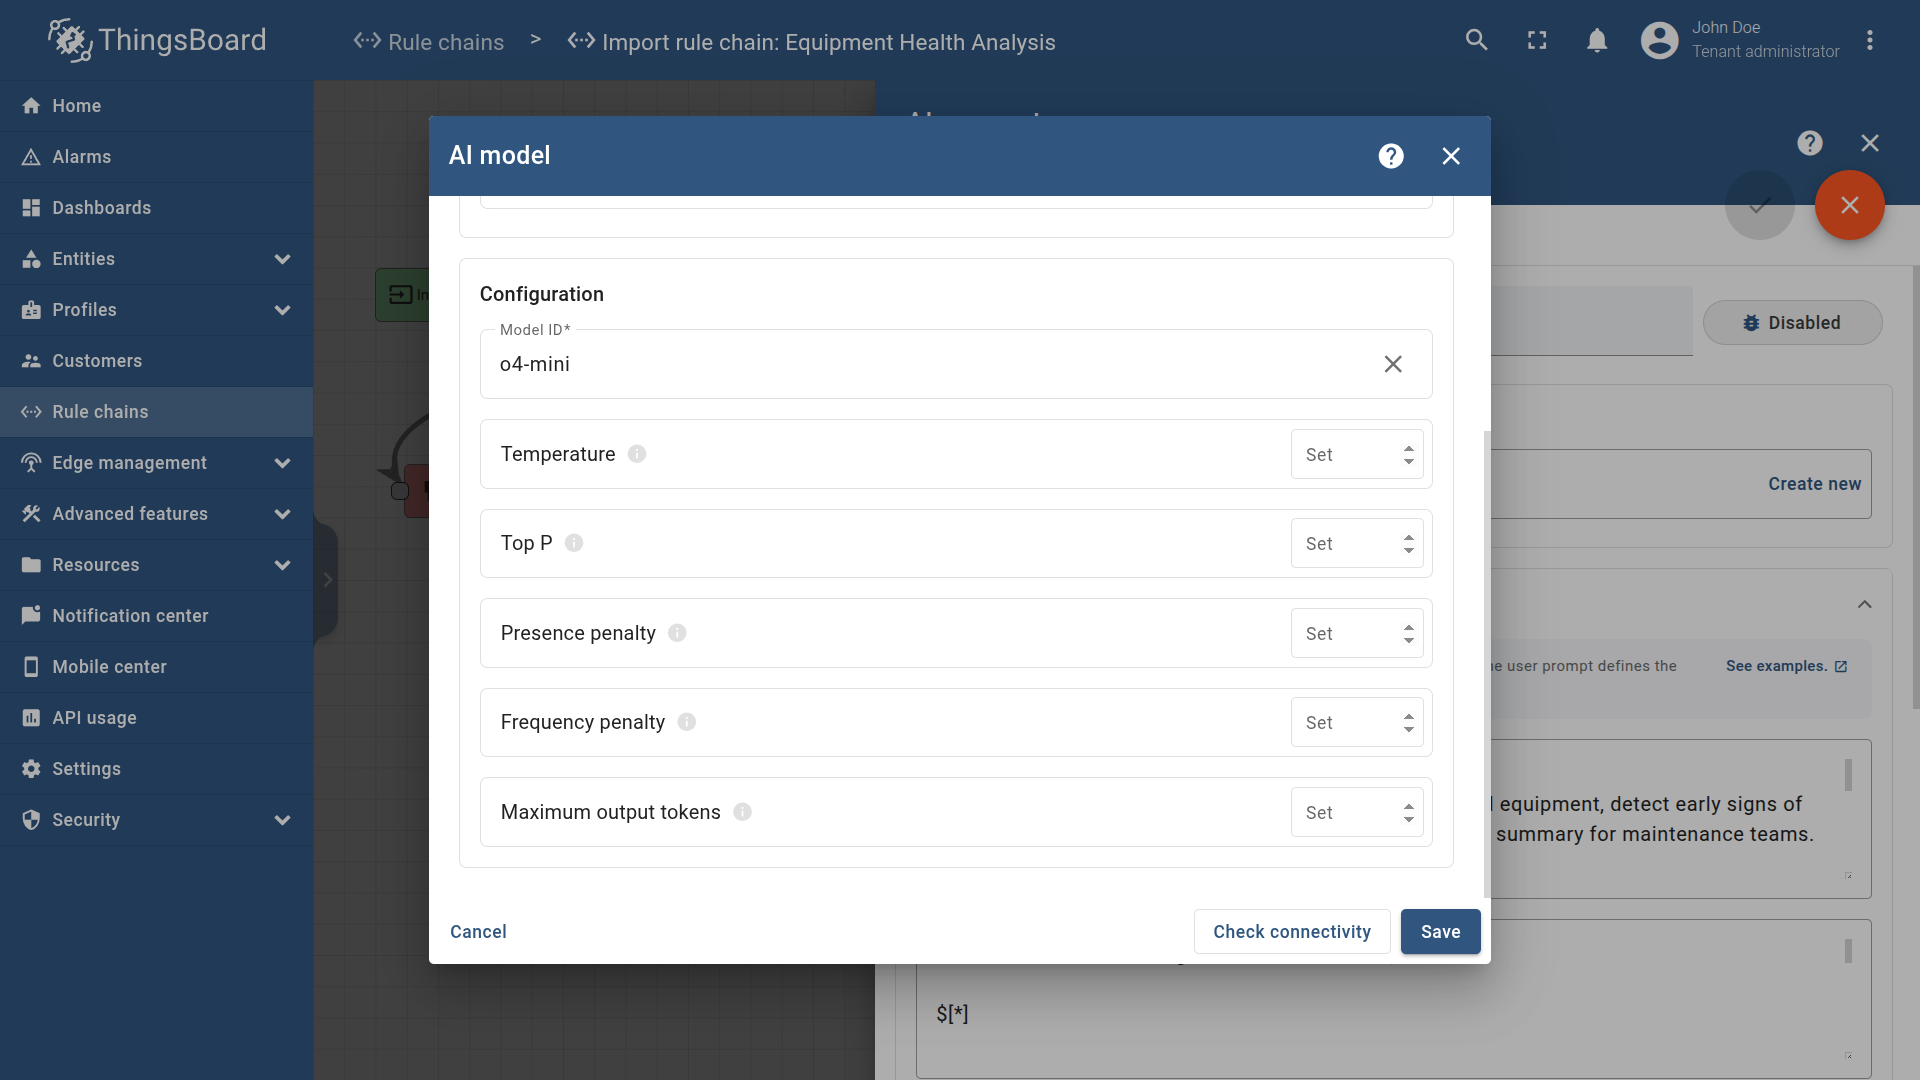 ThingsBoard
Rule chains > Import rule chain: Equipment Health Analysis
John Doe
Tenant administrator
Home
Alarms
Dashboards
Entities
Profiles
Customers
Rule chains
Edge management
Advanced features
Resources
Notification center
Mobile center
API usage
Settings
Security
AI model
Configuration
Model ID*
o4-mini
Temperature
Set
Top P
Set
Presence penalty
Set
Frequency penalty
Set
Maximum output tokens
Set
Cancel
Check connectivity
Save
Disabled
Create new
user prompt defines the
See examples.
equipment, detect early signs of
summary for maintenance teams.
$[*]